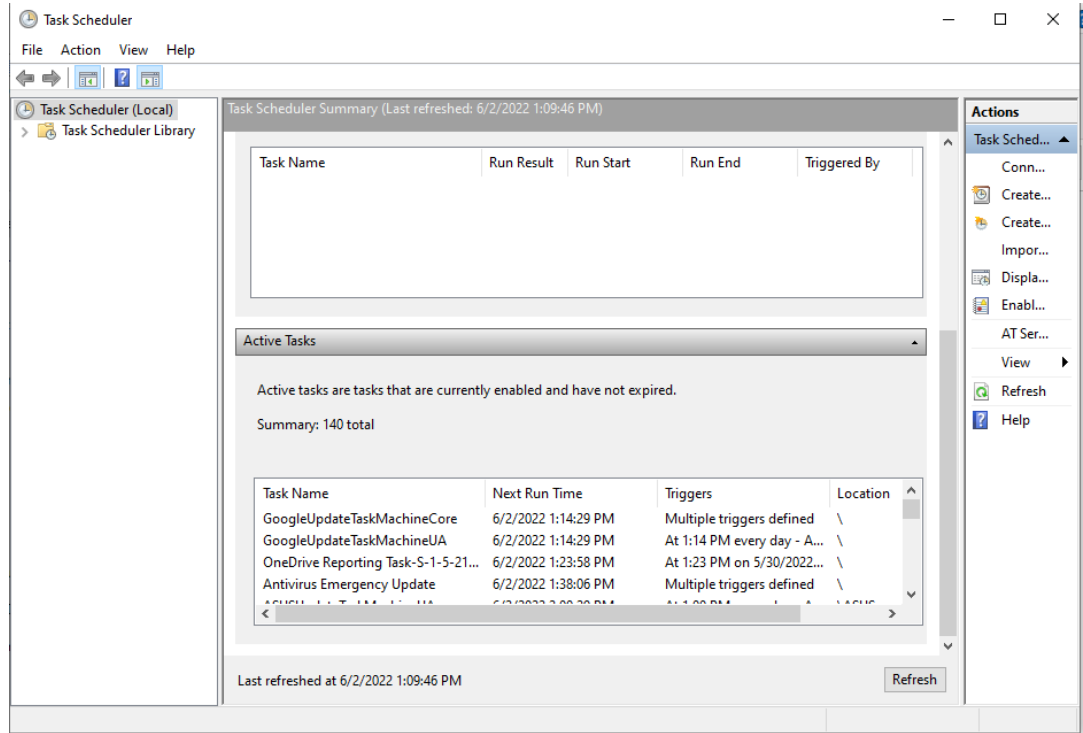 Task Scheduler
File Action View Help
Task Scheduler (Local)
Task Scheduler Library
Task Scheduler Summary (Last refreshed: 6/2/2022 1:09:46 PM)
Task Name Run Result Run Start Run End Triggered By
Active Tasks
Active tasks are tasks that are currently enabled and have not expired.
Summary: 140 total
Task Name Next Run Time Triggers Location
GoogleUpdateTaskMachineCore 6/2/2022 1:14:29 PM Multiple triggers defined \
GoogleUpdateTaskMachineUA 6/2/2022 1:14:29 PM At 1:14 PM every day - A... \
OneDrive Reporting Task-S-1-5-21... 6/2/2022 1:23:58 PM At 1:23 PM on 5/30/2022... \
Antivirus Emergency Update 6/2/2022 1:38:06 PM Multiple triggers defined \
Last refreshed at 6/2/2022 1:09:46 PM
Refresh
Actions
Task Sched...
Conn...
Create...
Create...
Impor...
Displa...
Enabl...
AT Ser...
View
Refresh
Help